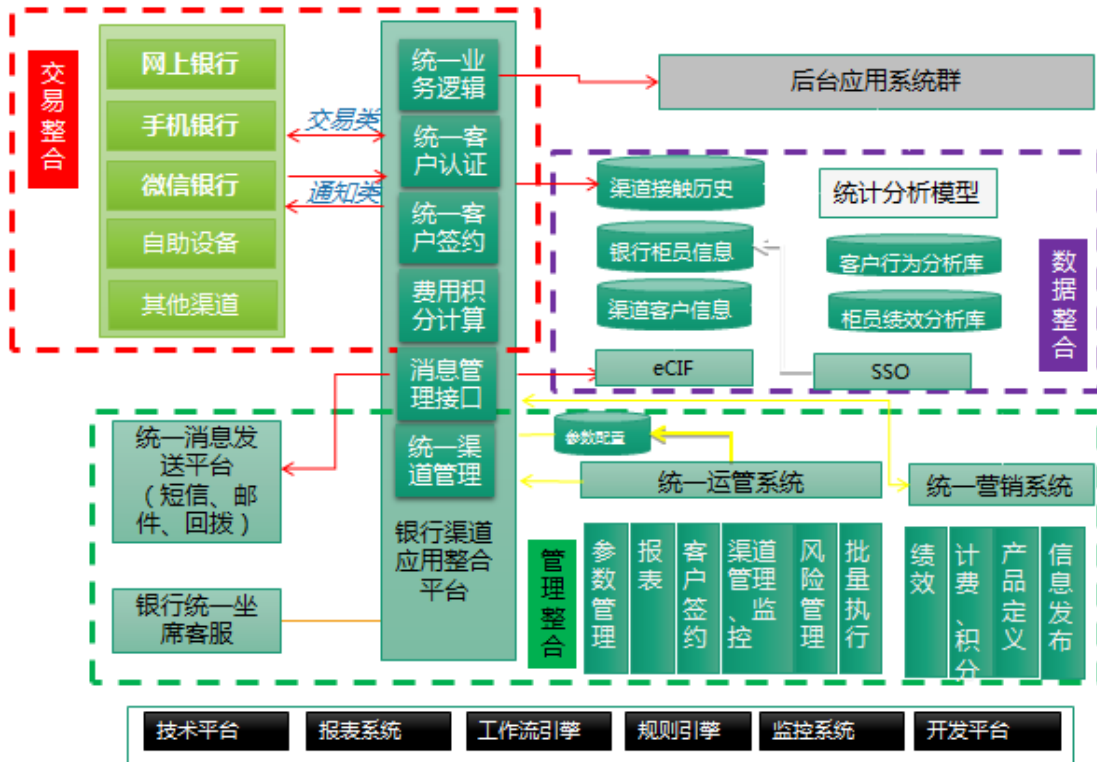 交易整合
网上银行
手机银行
微信银行
自助设备
其他渠道
交易类
通知类
统一业
务逻辑
统一客
户认证
统一客
户签约
费用积
分计算
消息管
理接口
统一渠
道管理
银行渠道
应用整合
平台
后台应用系统群
渠道接触历史
银行柜员信息
渠道客户信息
eCIF
统计分析模型
客户行为分析库
柜员绩效分析库
SSO
数据整合
统一消息发
送平台
（短信、邮
件、回拨）
银行统一坐
席客服
参数配置
统一运管系统
统一营销系统
管理整合
参数管理
报表
客户签约
渠道
管理
、监
控
风险管理
批量执行
绩效
计费、积分
产品定义
信息发布
技术平台
报表系统
工作流引擎
规则引擎
监控系统
开发平台